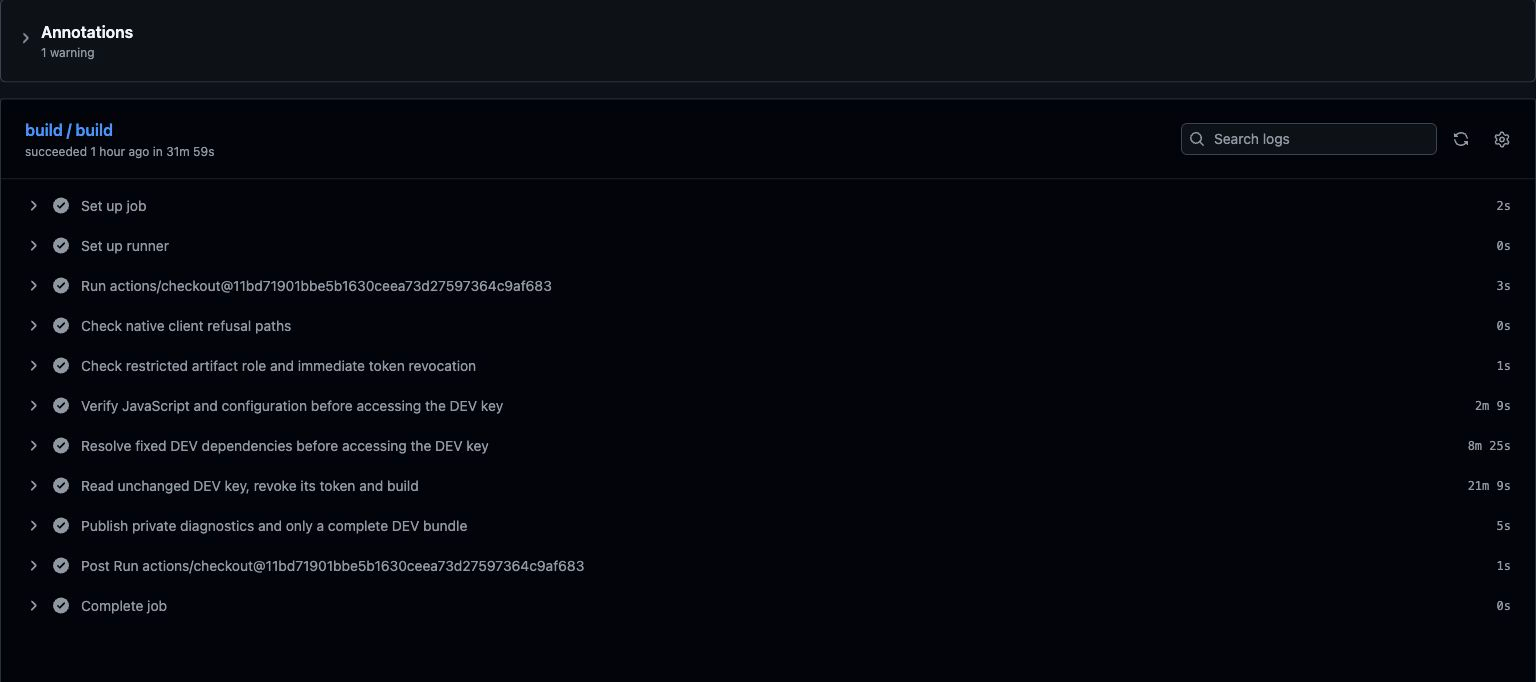 Annotations
1 warning
build / build
succeeded 1 hour ago in 31m 59s
Search logs
Set up job 2s
Set up runner 0s
Run actions/checkout@11bd71901bbe5b1630ceea73d27597364c9af683 3s
Check native client refusal paths 0s
Check restricted artifact role and immediate token revocation 1s
Verify JavaScript and configuration before accessing the DEV key 2m 9s
Resolve fixed DEV dependencies before accessing the DEV key 8m 25s
Read unchanged DEV key, revoke its token and build 21m 9s
Publish private diagnostics and only a complete DEV bundle 5s
Post Run actions/checkout@11bd71901bbe5b1630ceea73d27597364c9af683 1s
Complete job 0s